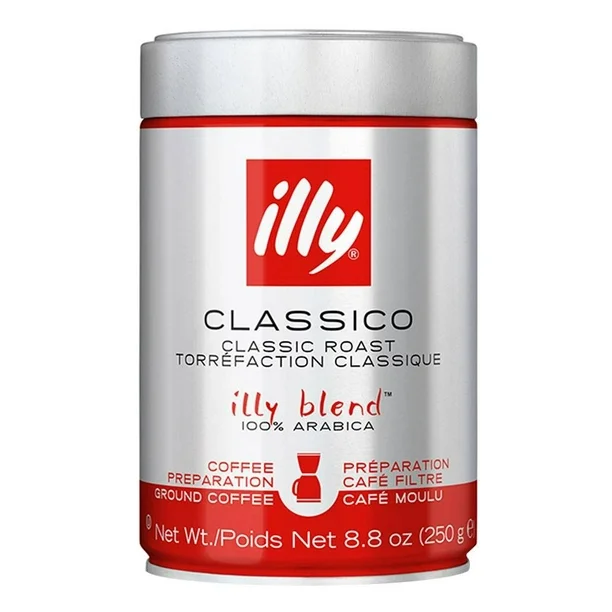 illy®
CLASSICO
CLASSIC ROAST
TORRÉFACTION CLASSIQUE
illy blend™
100% ARABICA
COFFEE
PREPARATION
GROUND COFFEE
PRÉPARATION
CAFÉ FILTRE
CAFÉ MOULU
Net Wt./Poids Net 8.8 oz (250 g ℮